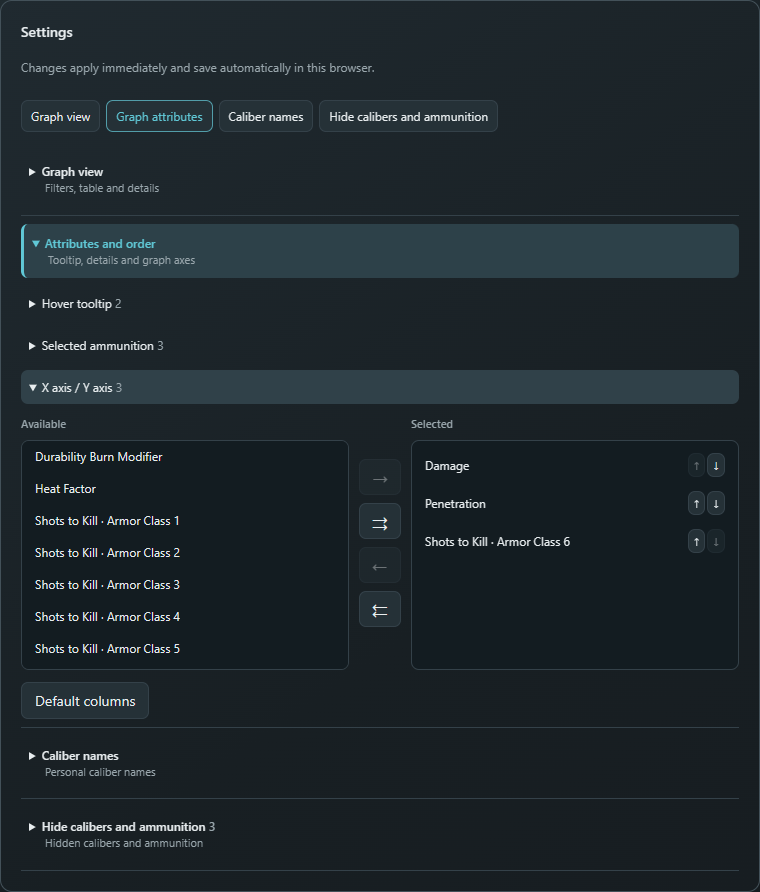 Settings
Changes apply immediately and save automatically in this browser.
Graph view
Graph attributes
Caliber names
Hide calibers and ammunition
Graph view
Filters, table and details
Attributes and order
Tooltip, details and graph axes
Hover tooltip 2
Selected ammunition 3
X axis / Y axis 3
Available
Durability Burn Modifier
Heat Factor
Shots to Kill · Armor Class 1
Shots to Kill · Armor Class 2
Shots to Kill · Armor Class 3
Shots to Kill · Armor Class 4
Shots to Kill · Armor Class 5
Selected
Damage
Penetration
Shots to Kill · Armor Class 6
Default columns
Caliber names
Personal caliber names
Hide calibers and ammunition 3
Hidden calibers and ammunition